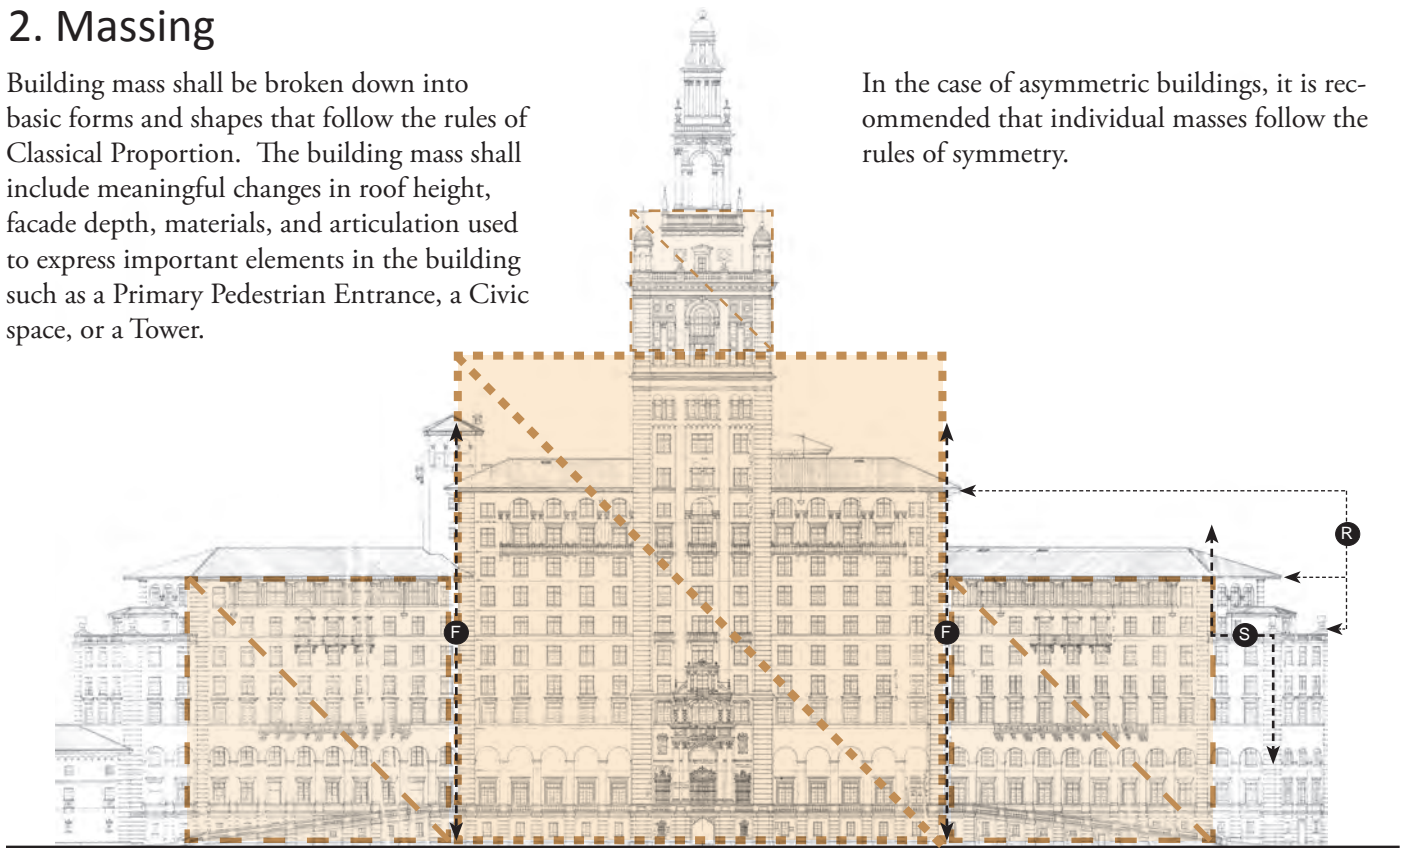 2. Massing
Building mass shall be broken down into
basic forms and shapes that follow the rules of
Classical Proportion.  The building mass shall
include meaningful changes in roof height,
facade depth, materials, and articulation used
to express important elements in the building
such as a Primary Pedestrian Entrance, a Civic
space, or a Tower.
In the case of asymmetric buildings, it is rec-
ommended that individual masses follow the
rules of symmetry.
R
F
F
S